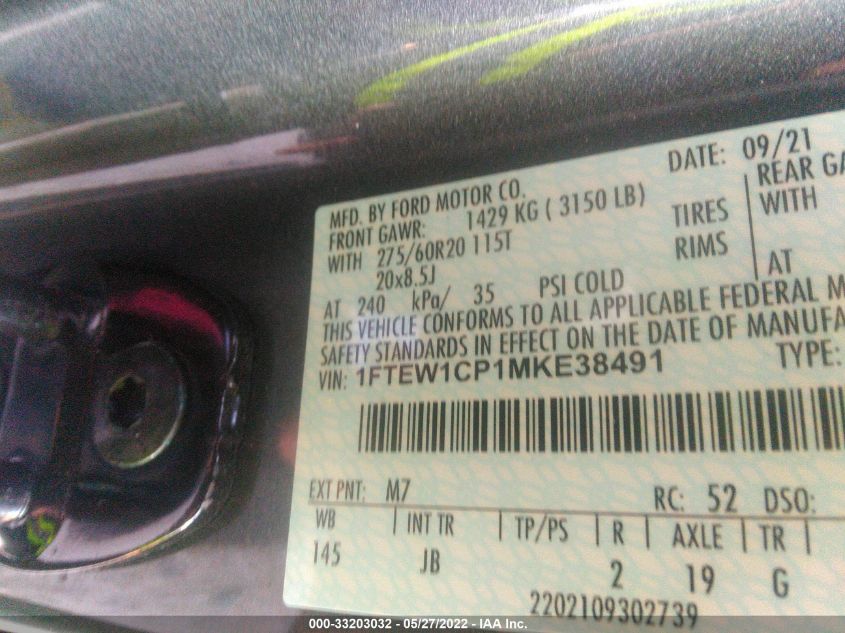 DATE: 09/21
MFD. BY FORD MOTOR CO.
FRONT GAWR: 1429 KG ( 3150 LB)
REAR GA
WITH 275/60R20 115T TIRES WITH
20x8.5J RIMS
AT 240 kPa/ 35 PSI COLD AT
THIS VEHICLE CONFORMS TO ALL APPLICABLE FEDERAL M
SAFETY STANDARDS IN EFFECT ON THE DATE OF MANUFA
VIN: 1FTEW1CP1MKE38491 TYPE:
EXT PNT: M7 RC: 52 DSO:
WB INT TR TP/PS R AXLE TR
145 JB 2 19 G
2202109302739
000-33203032 - 05/27/2022 - IAA Inc.